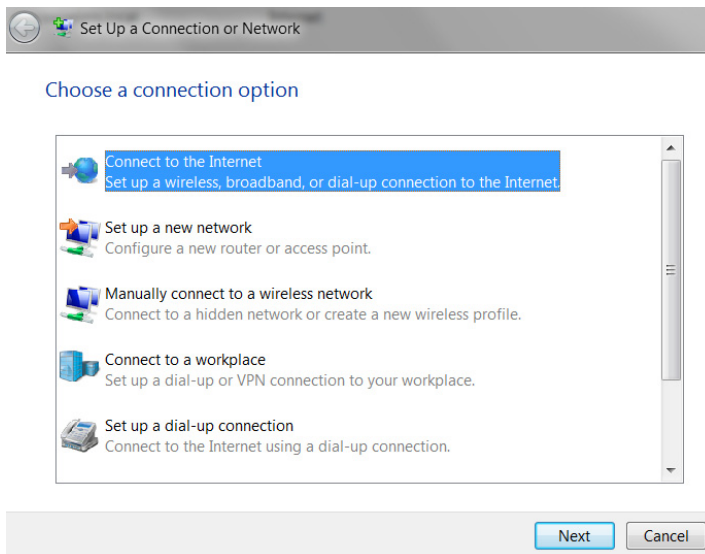 Set Up a Connection or Network
Choose a connection option
Connect to the Internet
Set up a wireless, broadband, or dial-up connection to the Internet.
Set up a new network
Configure a new router or access point.
Manually connect to a wireless network
Connect to a hidden network or create a new wireless profile.
Connect to a workplace
Set up a dial-up or VPN connection to your workplace.
Set up a dial-up connection
Connect to the Internet using a dial-up connection.
Next
Cancel